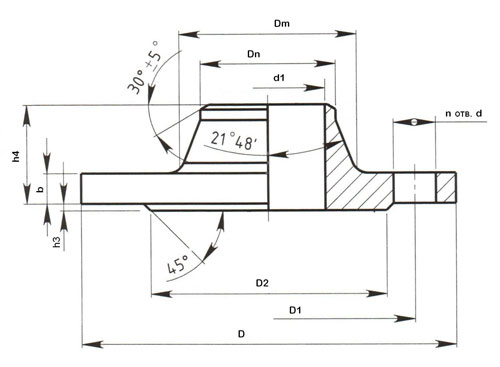 Dm
Dn
d1
30° ± 5°
n отв. d
21°48'
h4
b
h3
45°
D2
D1
D